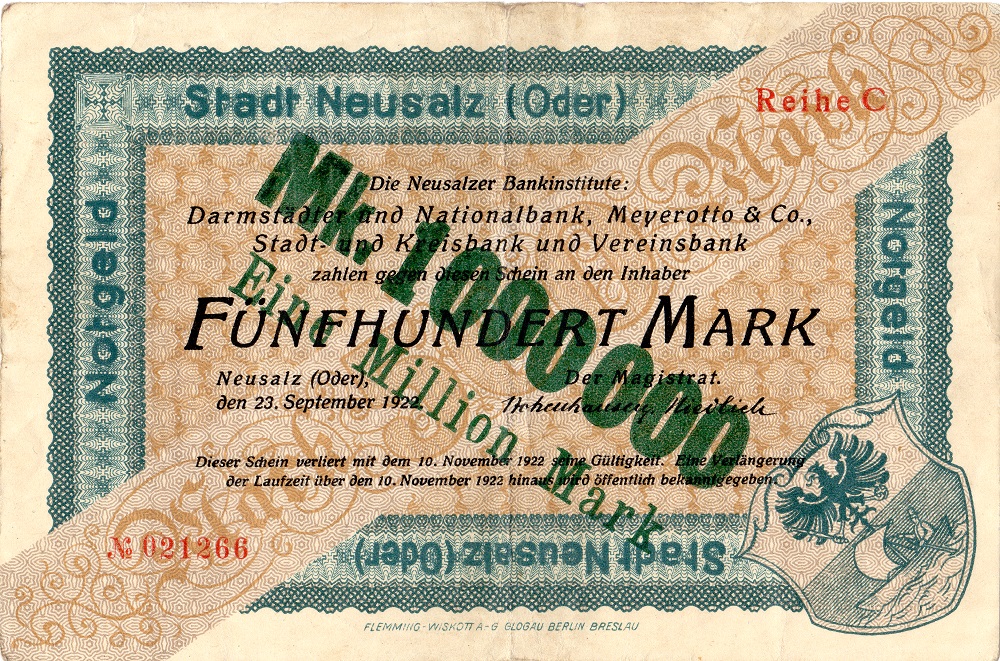 Stadt Neusalz (Oder)
Reihe C
Mark
Notgeld
Notgeld
Die Neusalzer Bankinstitute:
Darmstädter und Nationalbank, Meyerotto & Co.,
Stadt- und Kreisbank und Vereinsbank
zahlen gegen diesen Schein an den Inhaber
FÜNFHUNDERT MARK
Neusalz (Oder),
den 23. September 1922.
Der Magistrat.
Dieser Schein verliert mit dem 10. November 1922 seine Gültigkeit. Eine Verlängerung
der Laufzeit über den 10. November 1922 hinaus wird öffentlich bekanntgegeben.
Mk. 1000000
Eine Million Mark
Mark
№ 021266
Stadt Neusalz (Oder)
FLEMMING-WISKOTT A-G GLOGAU BERLIN BRESLAU